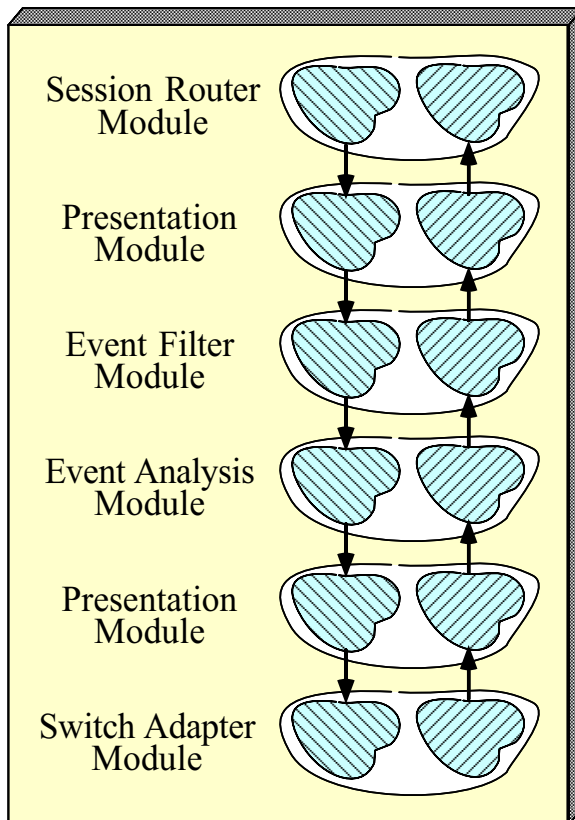 Session Router
Module
Presentation
Module
Event Filter
Module
Event Analysis
Module
Presentation
Module
Switch Adapter
Module